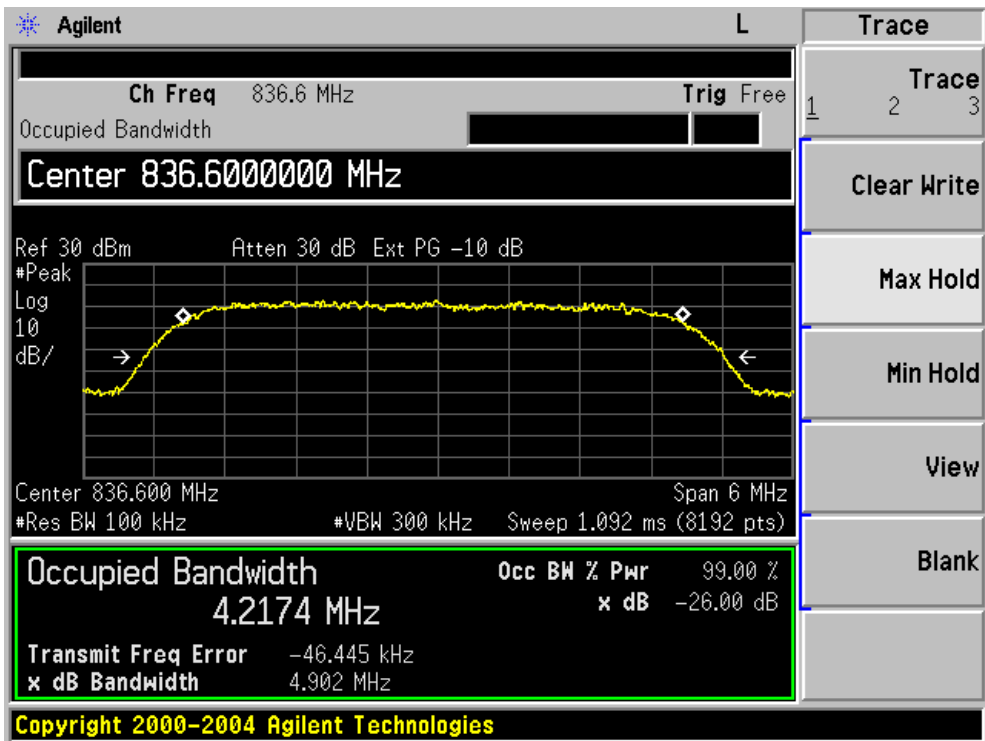 Agilent L Trace
Ch Freq 836.6 MHz Trig Free
Occupied Bandwidth
Center 836.6000000 MHz
Ref 30 dBm Atten 30 dB Ext PG -10 dB
#Peak
Log
10
dB/
Center 836.600 MHz Span 6 MHz
#Res BW 100 kHz #VBW 300 kHz Sweep 1.092 ms (8192 pts)
Occupied Bandwidth Occ BW % Pwr 99.00 %
4.2174 MHz x dB -26.00 dB
Transmit Freq Error -46.445 kHz
x dB Bandwidth 4.902 MHz
Copyright 2000-2004 Agilent Technologies
Trace
1 2 3
Clear Write
Max Hold
Min Hold
View
Blank